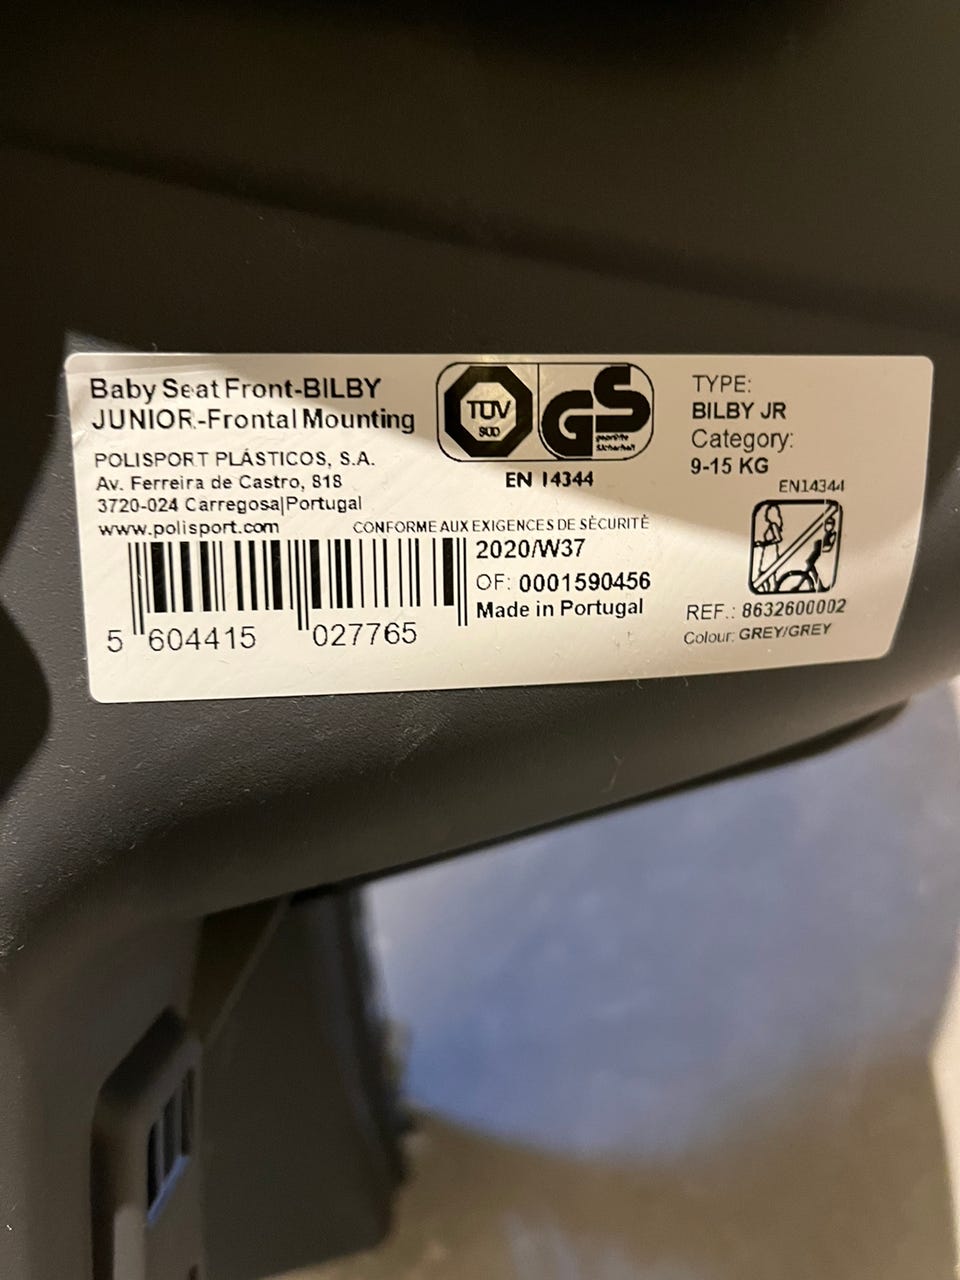 Baby Seat Front-BILBY
JUNIOR-Frontal Mounting
POLISPORT PLÁSTICOS, S.A.
Av. Ferreira de Castro, 818
3720-024 Carregosa|Portugal
www.polisport.com
CONFORME AUX EXIGENCES DE SÉCURITÉ
5 604415 027765
TÜV
SÜD
GS
geprüfte
Sicherheit
EN 14344
2020/W37
OF: 0001590456
Made in Portugal
TYPE:
BILBY JR
Category:
9-15 KG
EN14344
REF.: 8632600002
Colour: GREY/GREY